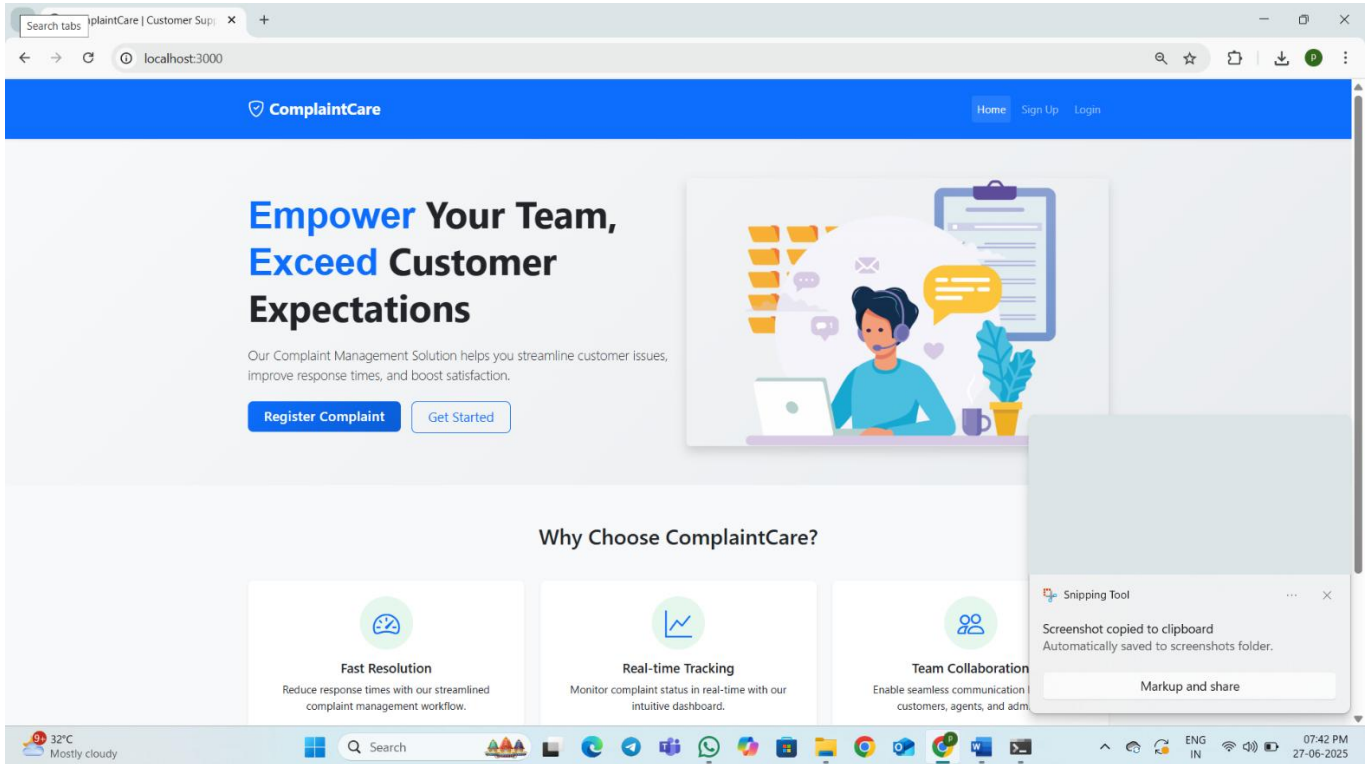 Search tabs
plaintCare | Customer Sup
localhost:3000
P
ComplaintCare
Home Sign Up Login
Empower Your Team,
Exceed Customer
Expectations
Our Complaint Management Solution helps you streamline customer issues,
improve response times, and boost satisfaction.
Register Complaint Get Started
Why Choose ComplaintCare?
Fast Resolution
Reduce response times with our streamlined
complaint management workflow.
Real-time Tracking
Monitor complaint status in real-time with our
intuitive dashboard.
Team Collaboration
Enable seamless communication
customers, agents, and adm
Snipping Tool
Screenshot copied to clipboard
Automatically saved to screenshots folder.
Markup and share
9+
32°C
Mostly cloudy
Search
ENG
IN
07:42 PM
27-06-2025